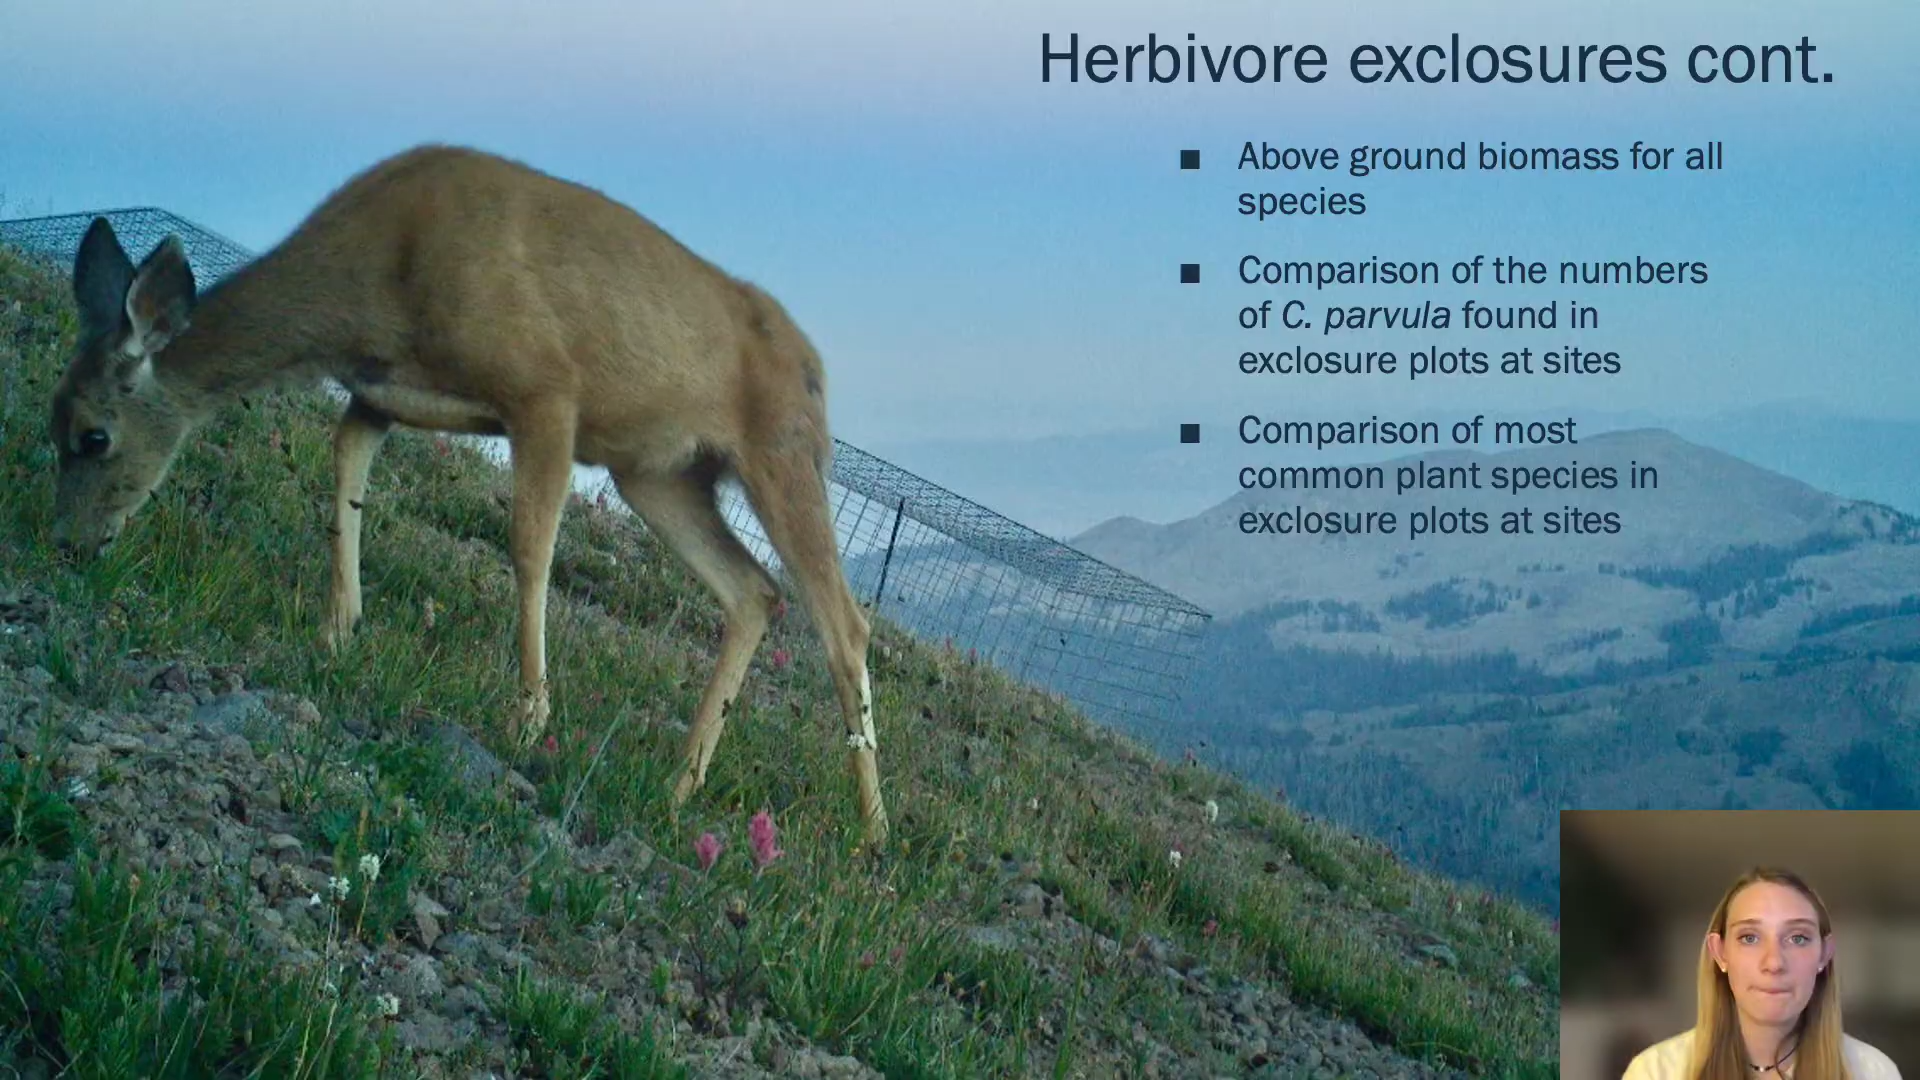 Herbivore exclosures cont.
■ Above ground biomass for all
species
■ Comparison of the numbers
of C. parvula found in
exclosure plots at sites
■ Comparison of most
common plant species in
exclosure plots at sites